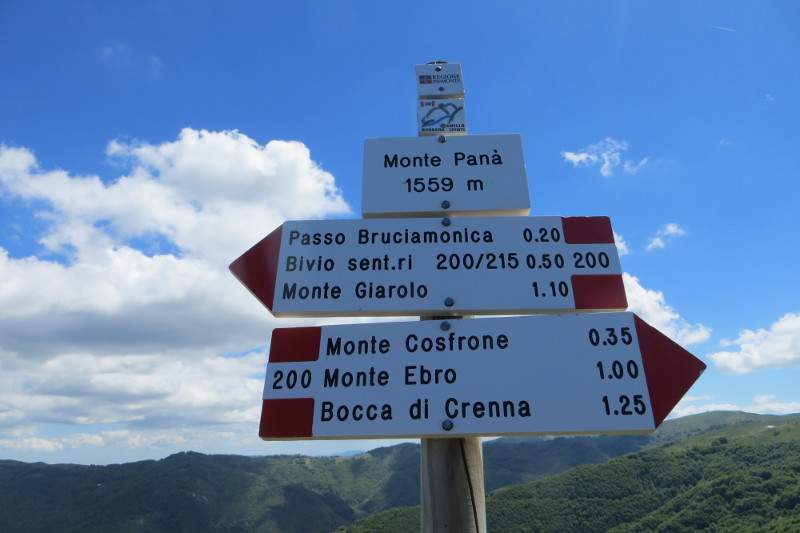 REGIONE
PIEMONTE
Monte Panà
1559 m
Passo Bruciamonica 0.20
Bivio sent.ri 200/215 0.50 200
Monte Giarolo 1.10
Monte Cosfrone 0.35
200 Monte Ebro 1.00
Bocca di Crenna 1.25